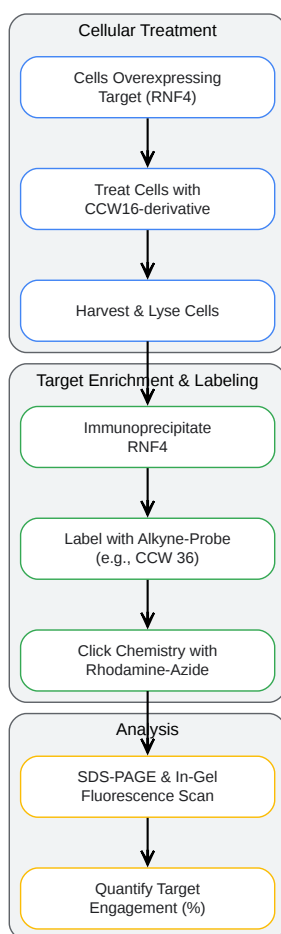 Cellular Treatment
Cells Overexpressing
Target (RNF4)
Treat Cells with
CCW16-derivative
Harvest & Lyse Cells
Target Enrichment & Labeling
Immunoprecipitate
RNF4
Label with Alkyne-Probe
(e.g., CCW 36)
Click Chemistry with
Rhodamine-Azide
Analysis
SDS-PAGE & In-Gel
Fluorescence Scan
Quantify Target
Engagement (%)